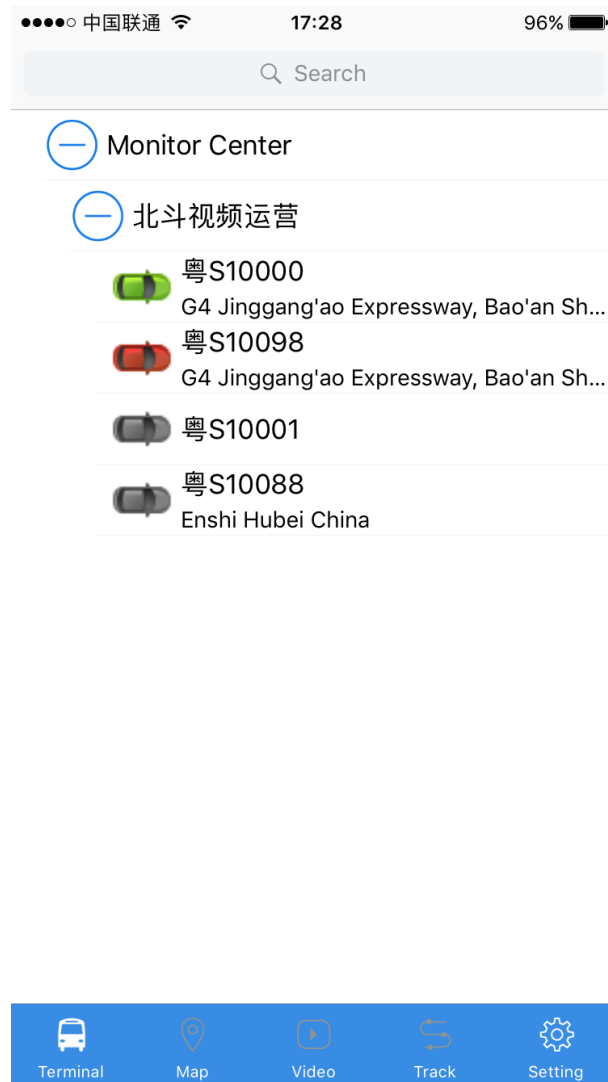 中国联通 17:28 96%
Search
Monitor Center
北斗视频运营
粤S10000
G4 Jinggang'ao Expressway, Bao'an Sh...
粤S10098
G4 Jinggang'ao Expressway, Bao'an Sh...
粤S10001
粤S10088
Enshi Hubei China
Terminal Map Video Track Setting